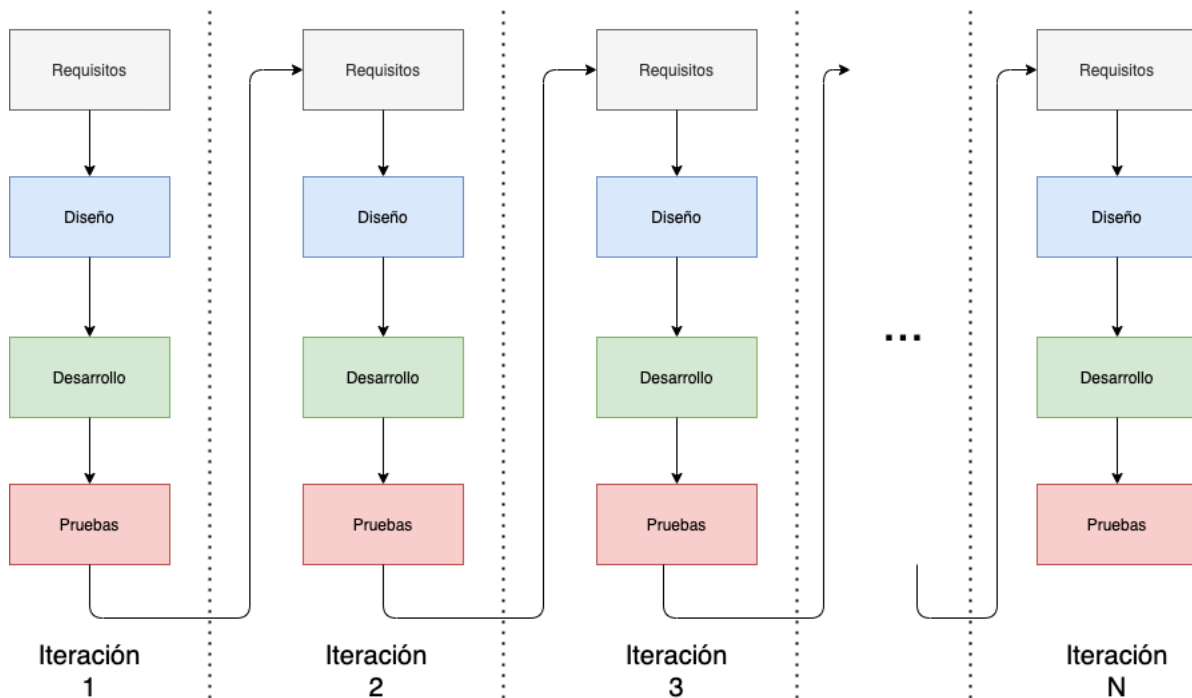 Requisitos
Diseño
Desarrollo
Pruebas
Iteración
1
Requisitos
Diseño
Desarrollo
Pruebas
Iteración
2
Requisitos
Diseño
Desarrollo
Pruebas
Iteración
3
...
Requisitos
Diseño
Desarrollo
Pruebas
Iteración
N